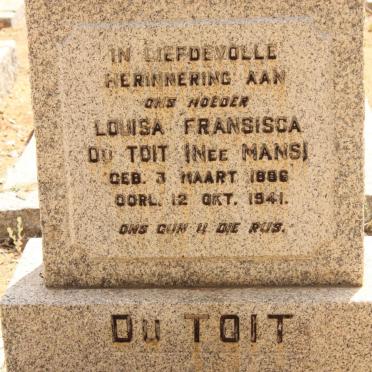 IN LIEFDEVOLLE
HERINNERING AAN
ONS MOEDER
LOUISA FRANSISCA
DU TOIT (NEE MANS)
GEB. 3 MAART 1886
OORL. 12 OKT. 1941.
ONS GUN U DIE RUS.
DU TOIT